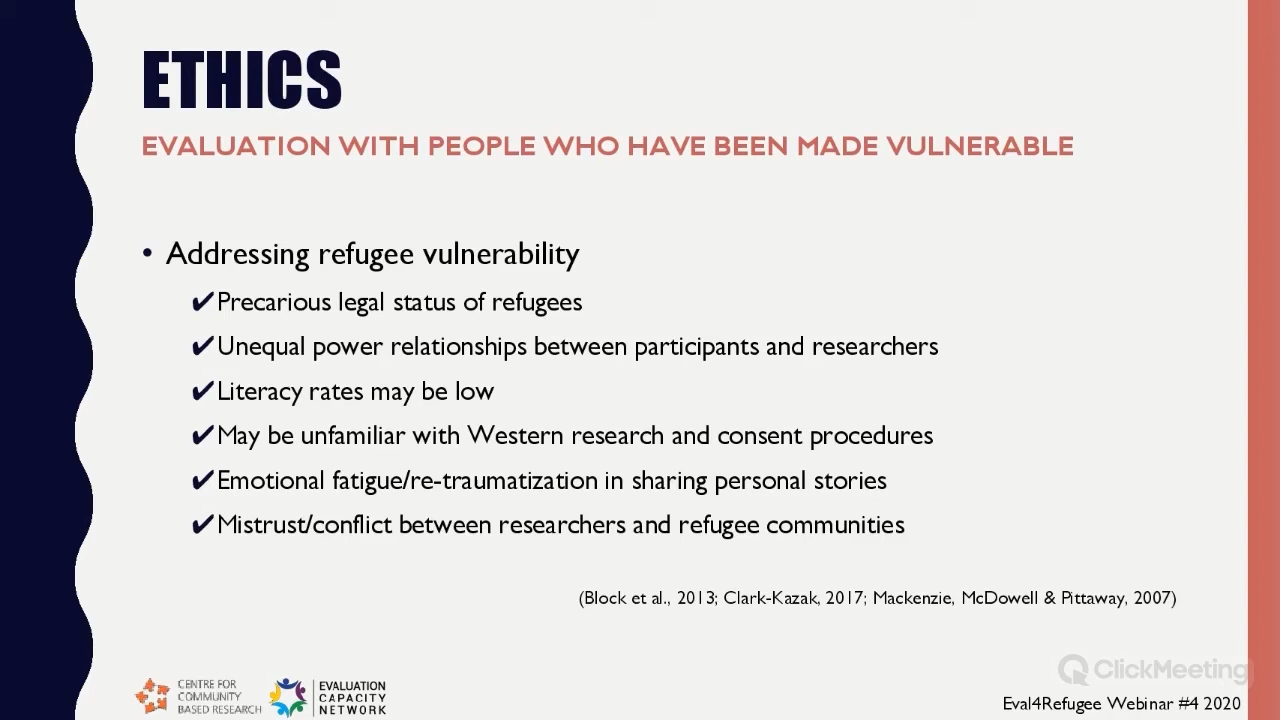 ETHICS
EVALUATION WITH PEOPLE WHO HAVE BEEN MADE VULNERABLE
• Addressing refugee vulnerability
✔Precarious legal status of refugees
✔Unequal power relationships between participants and researchers
✔Literacy rates may be low
✔May be unfamiliar with Western research and consent procedures
✔Emotional fatigue/re-traumatization in sharing personal stories
✔Mistrust/conflict between researchers and refugee communities
(Block et al., 2013; Clark-Kazak, 2017; Mackenzie, McDowell & Pittaway, 2007)
CENTRE FOR
COMMUNITY
BASED RESEARCH
EVALUATION
CAPACITY
NETWORK
ClickMeeting
Eval4Refugee Webinar #4 2020